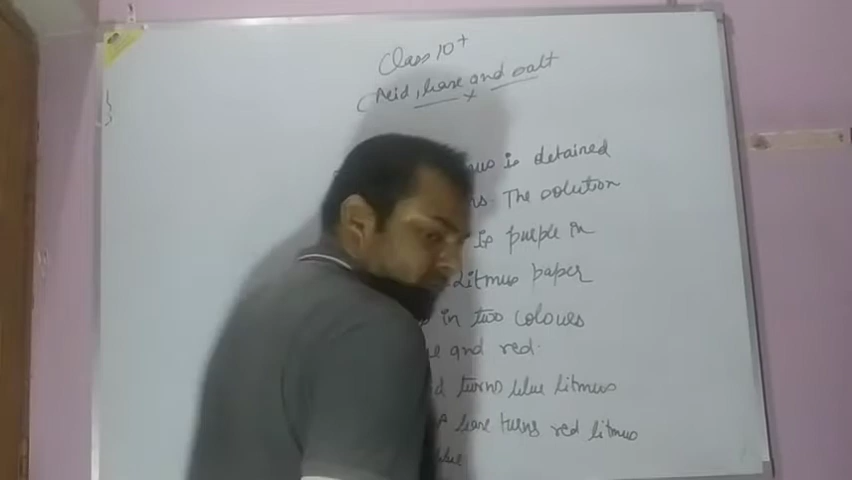 Class 10+
Acid, base and salt
is detained
The solution
is purple in
Litmus paper
in two colours
and red.
turns blue litmus
base turns red litmus